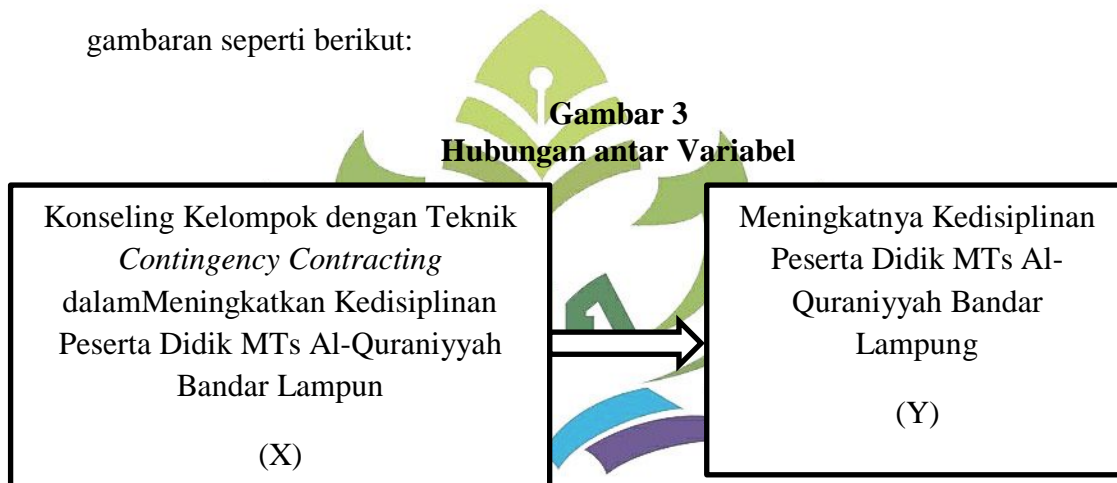 gambaran seperti berikut:
Gambar 3
Hubungan antar Variabel
Konseling Kelompok dengan Teknik
Contingency Contracting
dalamMeningkatkan Kedisiplinan
Peserta Didik MTs Al-Quraniyyah
Bandar Lampun
(X)
Meningkatnya Kedisiplinan
Peserta Didik MTs Al-
Quraniyyah Bandar
Lampung
(Y)